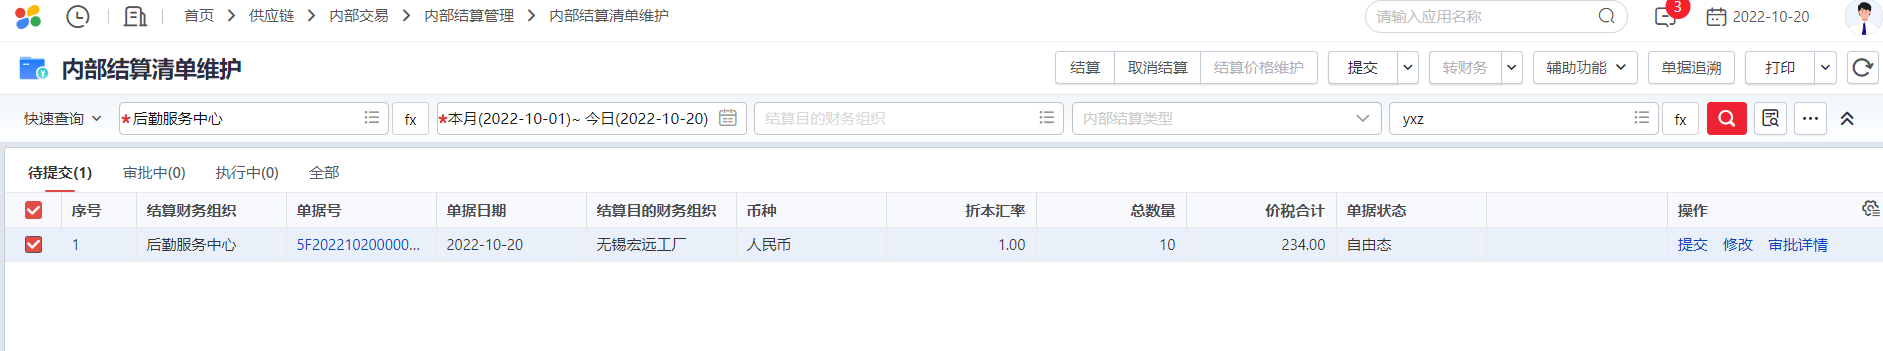 首页 > 供应链 > 内部交易 > 内部结算管理 > 内部结算清单维护 请输入应用名称 3 2022-10-20
内部结算清单维护 结算 取消结算 结算价格维护 提交 转财务 辅助功能 单据追溯 打印
快速查询 *后勤服务中心 fx *本月(2022-10-01)~ 今日(2022-10-20) 结算目的财务组织 内部结算类型 yxz fx ...
待提交(1) 审批中(0) 执行中(0) 全部
序号 结算财务组织 单据号 单据日期 结算目的财务组织 币种 折本汇率 总数量 价税合计 单据状态 操作
1 后勤服务中心 5F202210200000... 2022-10-20 无锡宏远工厂 人民币 1.00 10 234.00 自由态 提交 修改 审批详情